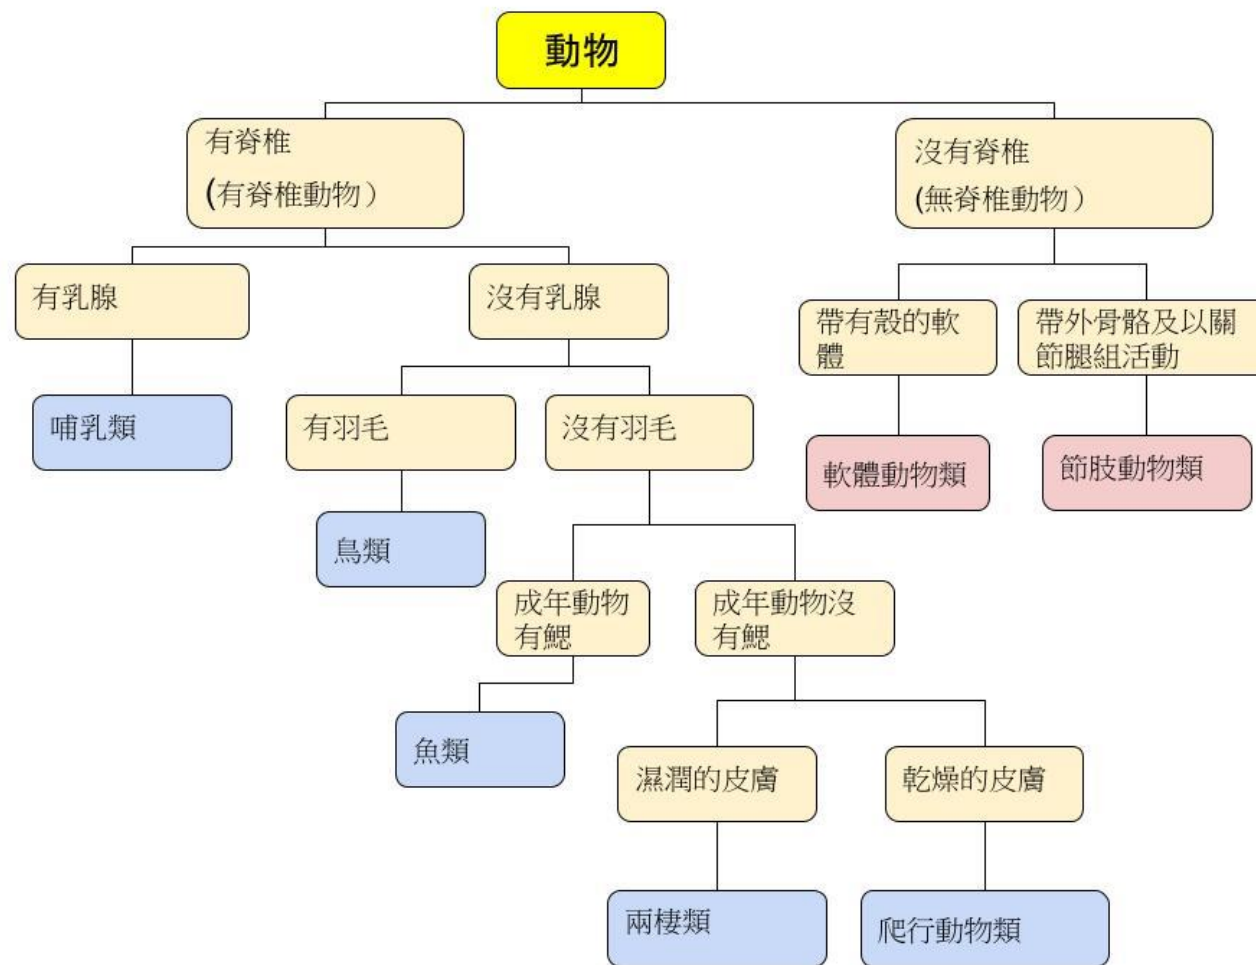 動物
有脊椎
(有脊椎動物）
沒有脊椎
(無脊椎動物）
有乳腺
沒有乳腺
帶有殼的軟
體
帶外骨骼及以關
節腿組活動
哺乳類
有羽毛
沒有羽毛
軟體動物類
節肢動物類
鳥類
成年動物
有鰓
成年動物沒
有鰓
魚類
濕潤的皮膚
乾燥的皮膚
兩棲類
爬行動物類